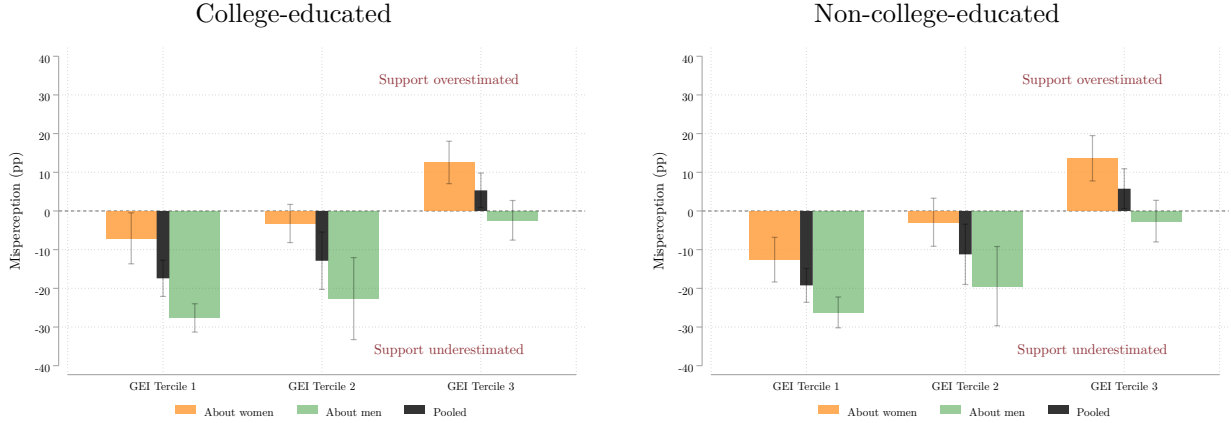 College-educated
40
30
20
10
0
-10
-20
-30
-40
Misperception (pp)
Support overestimated
Support underestimated
GEI Tercile 1 GEI Tercile 2 GEI Tercile 3
About women About men Pooled
Non-college-educated
40
30
20
10
0
-10
-20
-30
-40
Misperception (pp)
Support overestimated
Support underestimated
GEI Tercile 1 GEI Tercile 2 GEI Tercile 3
About women About men Pooled